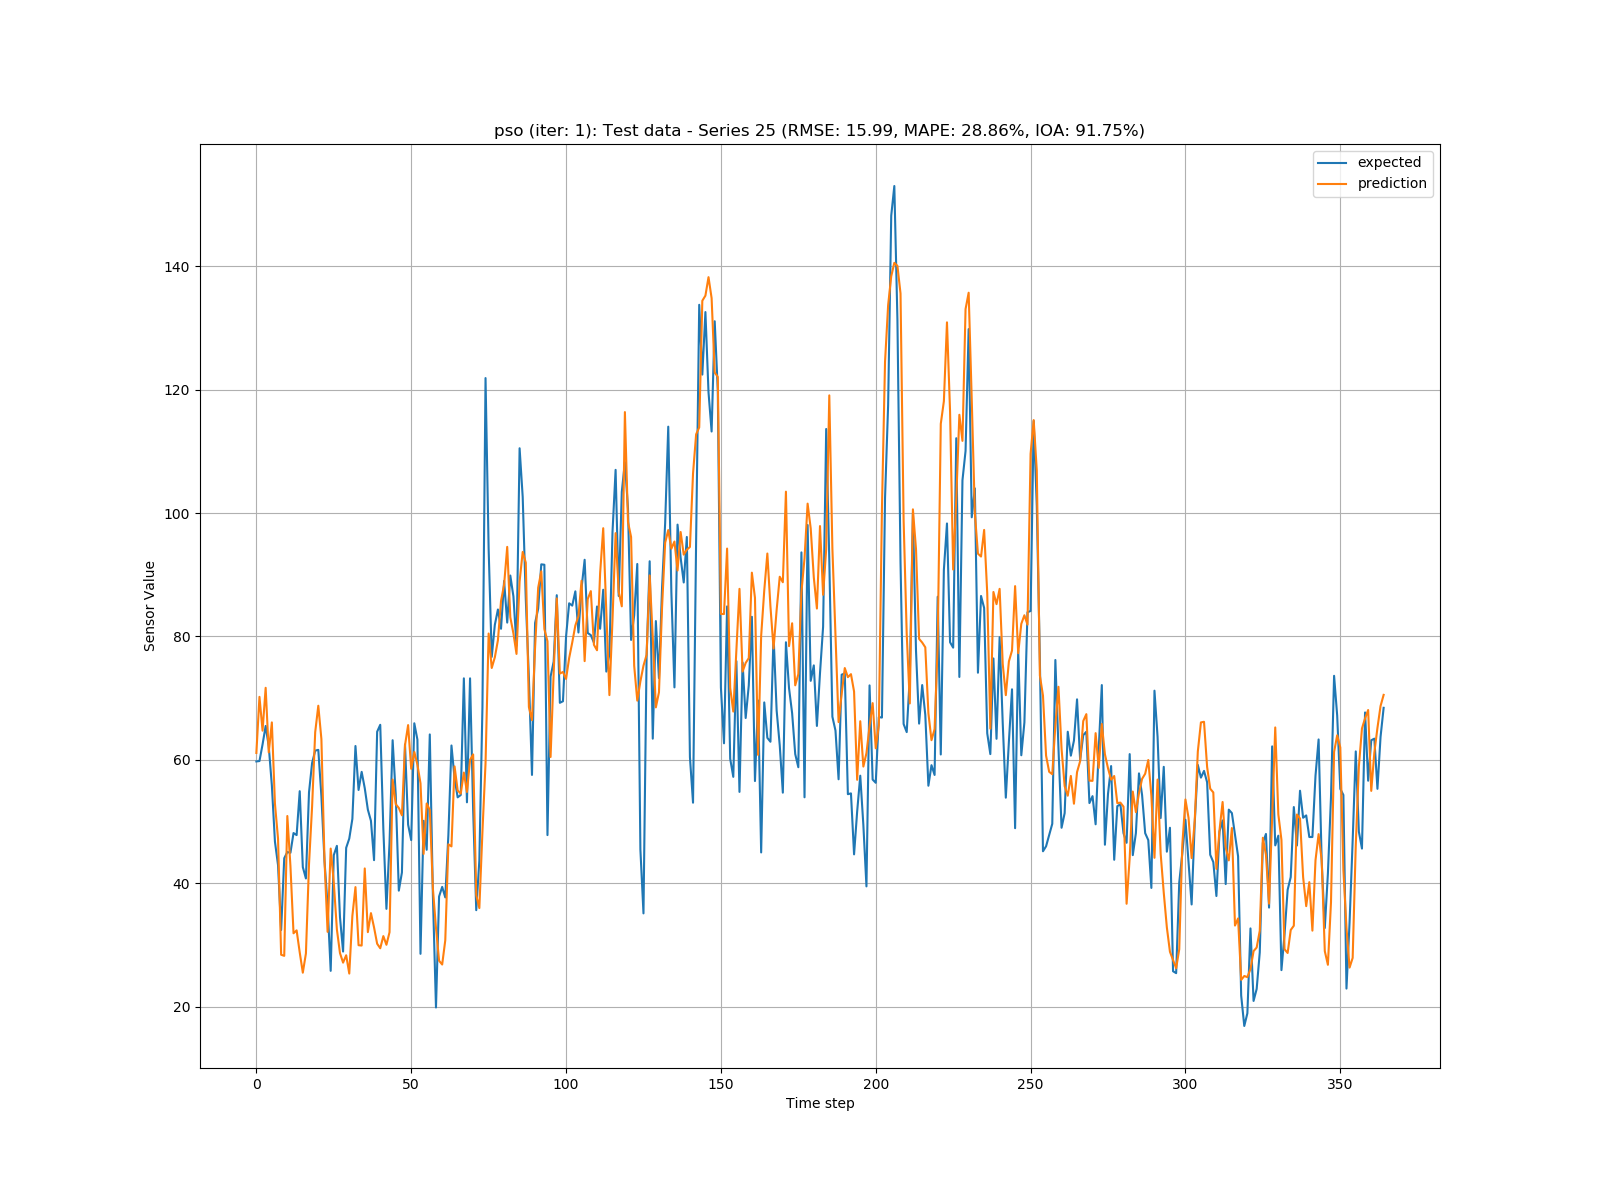 pso (iter: 1): Test data - Series 25 (RMSE: 15.99, MAPE: 28.86%, IOA: 91.75%)
expected
prediction
Sensor Value
140
120
100
80
60
40
20
0 50 100 150 200 250 300 350
Time step